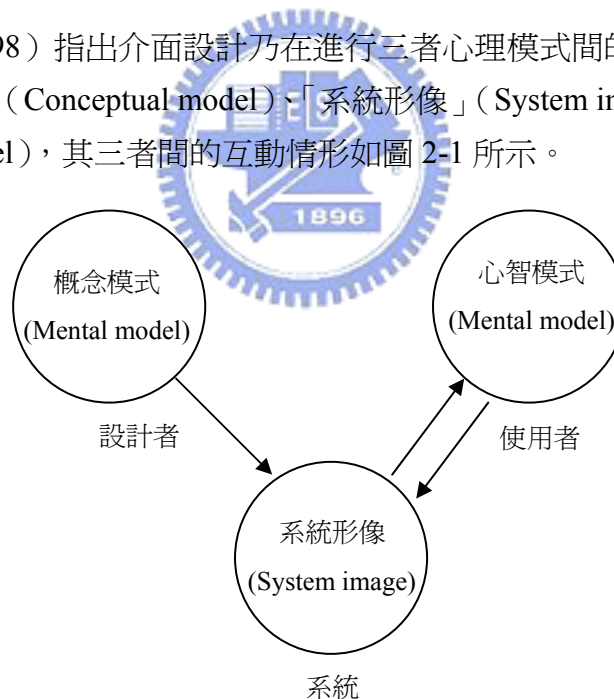 98）指出介面設計乃在進行三者心理模式間的
（Conceptual model）、「系統形像」（System im
el），其三者間的互動情形如圖 2-1 所示。
ES
1896
概念模式
(Mental model)
心智模式
(Mental model)
設計者
使用者
系統形像
(System image)
系統